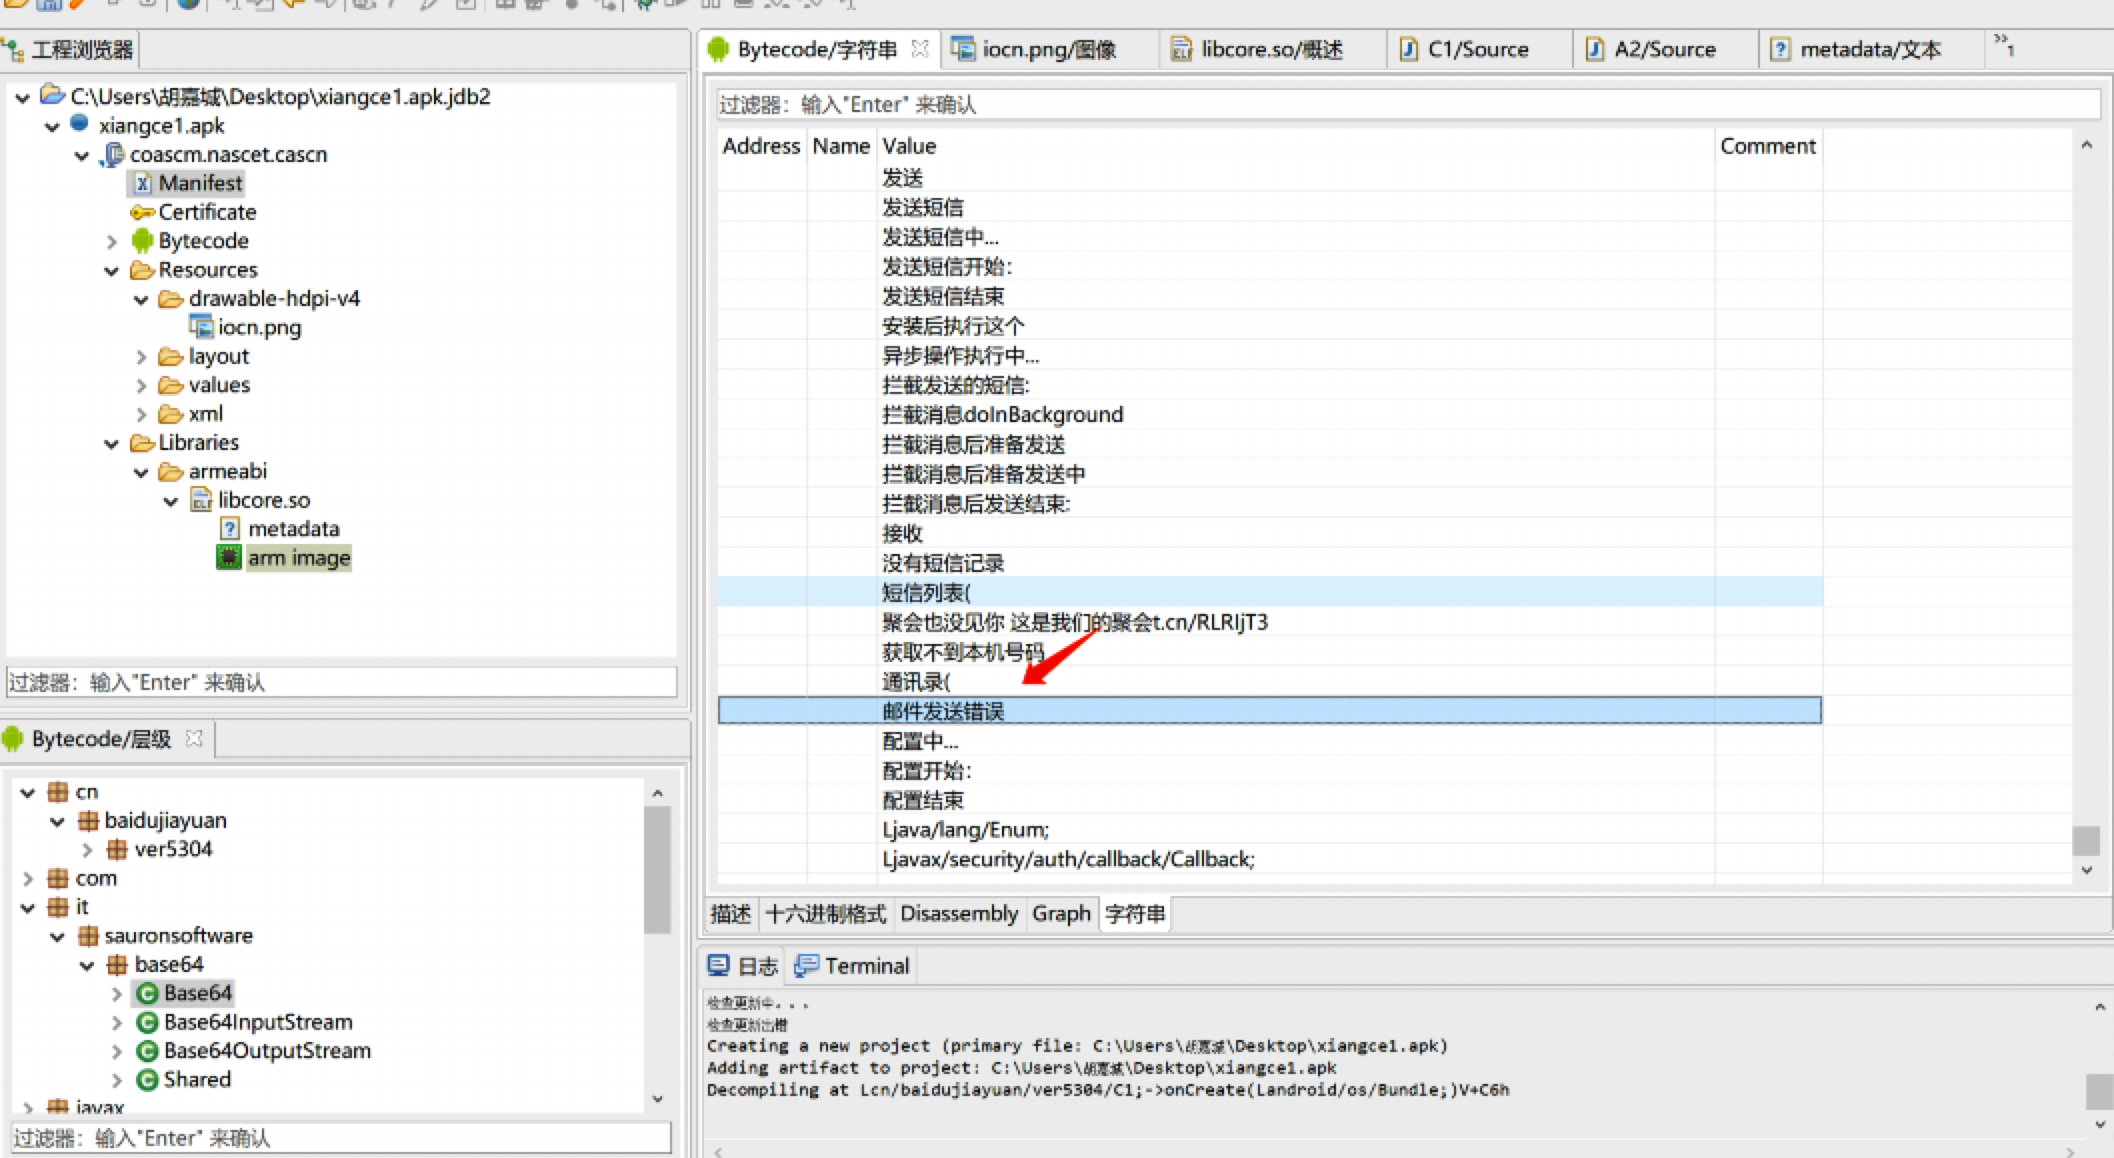 工程浏览器
C:\Users\胡嘉城\Desktop\xiangce1.apk.jdb2
xiangce1.apk
coascm.nascet.cascn
Manifest
Certificate
Bytecode
Resources
drawable-hdpi-v4
iocn.png
layout
values
xml
Libraries
armeabi
libcore.so
metadata
arm image
过滤器: 输入"Enter" 来确认
Bytecode/层级
cn
baidujiayuan
ver5304
com
it
sauronsoftware
base64
Base64
Base64InputStream
Base64OutputStream
Shared
javax
过滤器: 输入"Enter" 来确认
Bytecode/字符串 iocn.png/图像 libcore.so/概述 C1/Source A2/Source metadata/文本 »1
过滤器: 输入"Enter" 来确认
Address Name Value Comment
发送
发送短信
发送短信中...
发送短信开始:
发送短信结束
安装后执行这个
异步操作执行中...
拦截发送的短信:
拦截消息doInBackground
拦截消息后准备发送
拦截消息后准备发送中
拦截消息后发送结束:
接收
没有短信记录
短信列表(
聚会也没见你 这是我们的聚会t.cn/RLRIjT3
获取不到本机号码
通讯录(
邮件发送错误
配置中...
配置开始:
配置结束
Ljava/lang/Enum;
Ljavax/security/auth/callback/Callback;
描述 十六进制格式 Disassembly Graph 字符串
日志 Terminal
检查更新中...
检查更新出错
Creating a new project (primary file: C:\Users\胡嘉城\Desktop\xiangce1.apk)
Adding artifact to project: C:\Users\胡嘉城\Desktop\xiangce1.apk
Decompiling at Lcn/baidujiayuan/ver5304/C1;->onCreate(Landroid/os/Bundle;)V+C6h